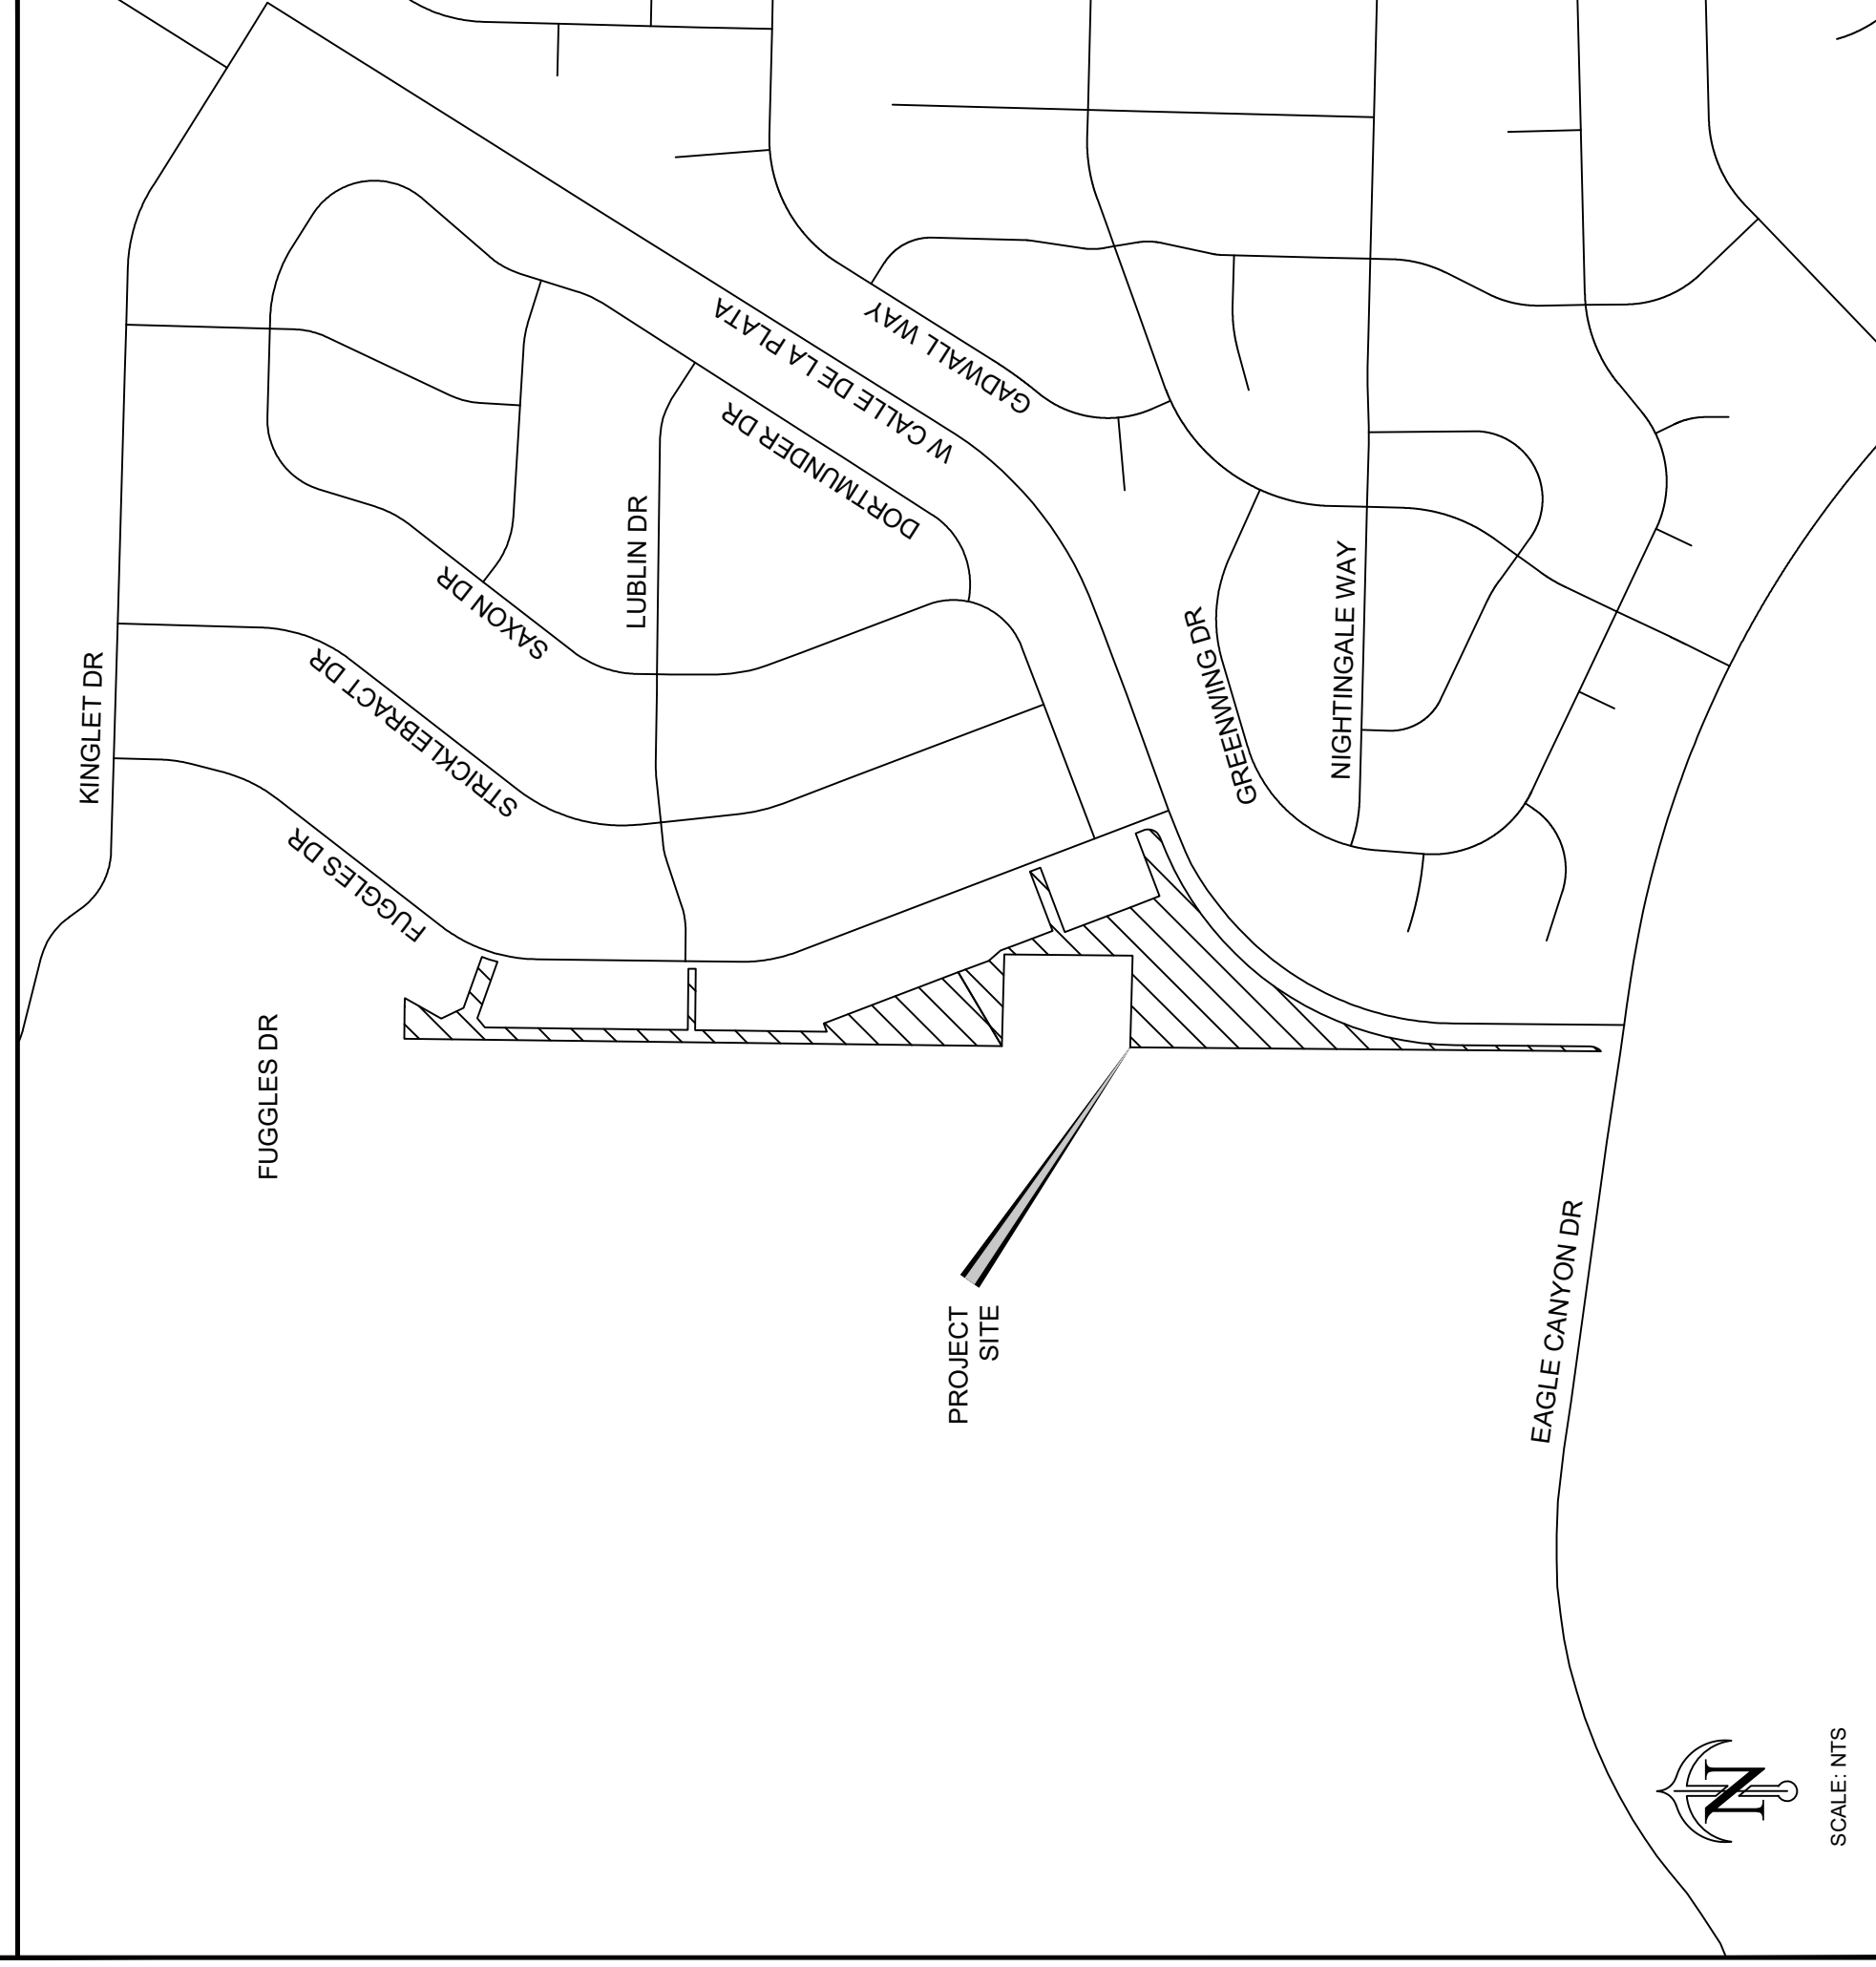 KINGLET DR
FUGGLES DR
STRICKLEBRACT DR
SAXON DR
LUBLIN DR
DORTMUNDER DR
W CALLE DE LA PLATA
GADWALL WAY
GREENWING DR
NIGHTINGALE WAY
FUGGLES DR
PROJECT
SITE
EAGLE CANYON DR
N
SCALE: NTS